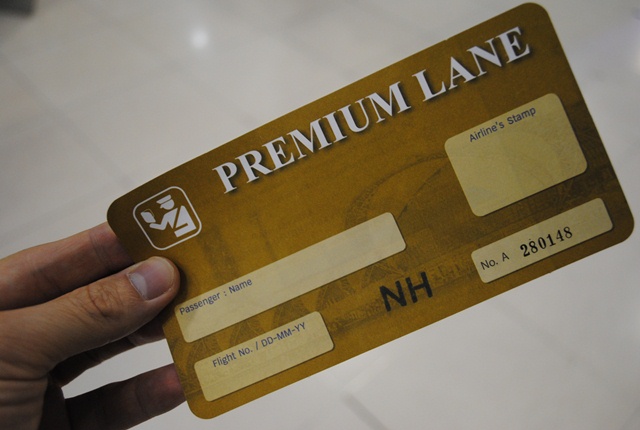 PREMIUM LANE
Airline's Stamp
Passenger : Name
No. A 280148
NH
Flight No. / DD-MM-YY